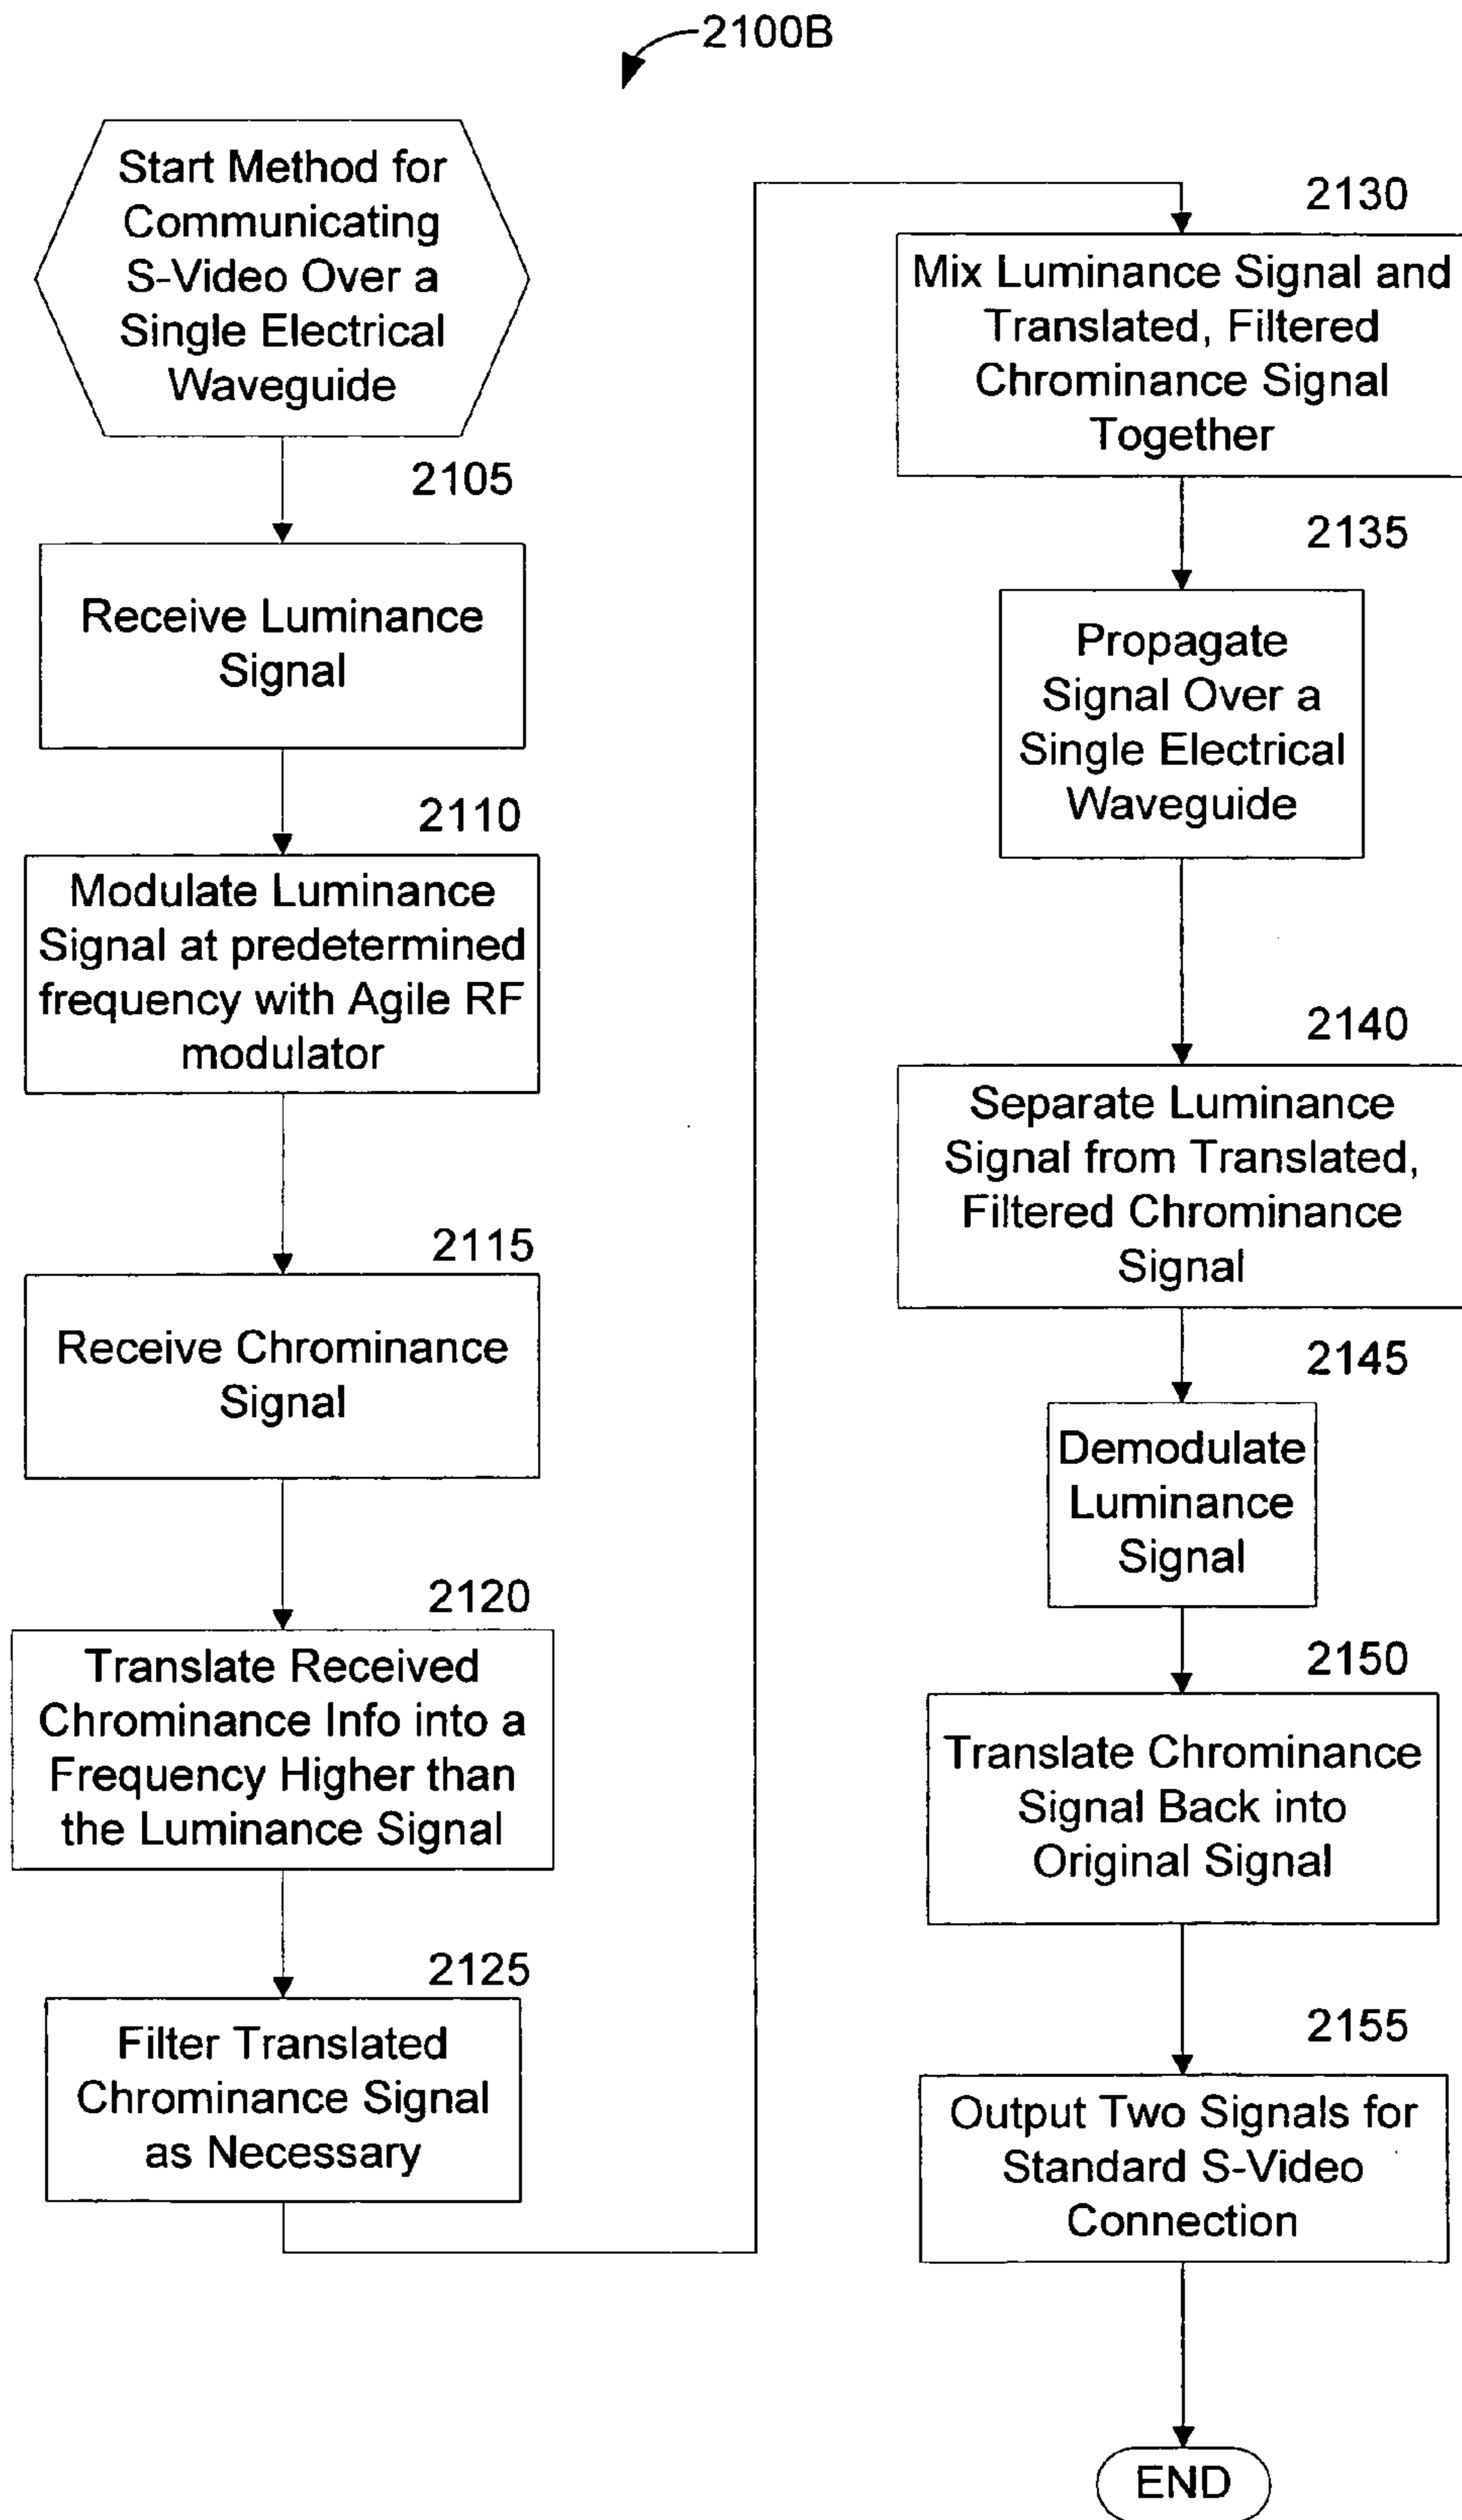 2100B
Start Method for
Communicating
S-Video Over a
Single Electrical
Waveguide
2105
Receive Luminance
Signal
2110
Modulate Luminance
Signal at predetermined
frequency with Agile RF
modulator
2115
Receive Chrominance
Signal
2120
Translate Received
Chrominance Info into a
Frequency Higher than
the Luminance Signal
2125
Filter Translated
Chrominance Signal
as Necessary
2130
Mix Luminance Signal and
Translated, Filtered
Chrominance Signal
Together
2135
Propagate
Signal Over a
Single Electrical
Waveguide
2140
Separate Luminance
Signal from Translated,
Filtered Chrominance
Signal
2145
Demodulate
Luminance
Signal
2150
Translate Chrominance
Signal Back into
Original Signal
2155
Output Two Signals for
Standard S-Video
Connection
END